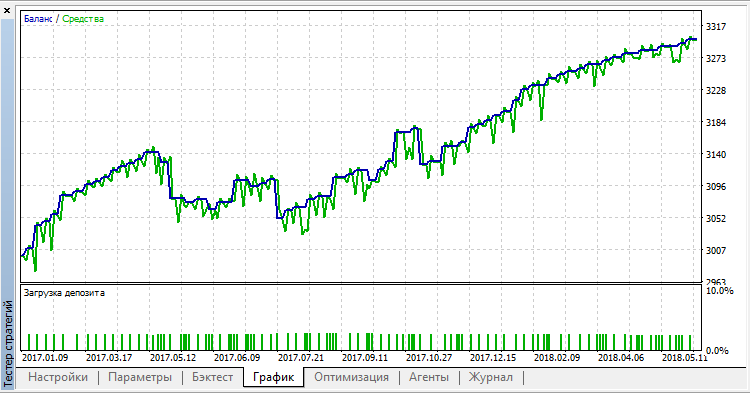 Баланс / Средства
3317
3273
3228
3184
3140
3096
3052
3007
2963
Загрузка депозита
10.0%
0.0%
2017.01.09 2017.03.17 2017.05.12 2017.06.09 2017.07.21 2017.09.11 2017.10.27 2017.12.15 2018.02.09 2018.04.06 2018.05.11
Тестер стратегий
Настройки Параметры Бэктест График Оптимизация Агенты Журнал